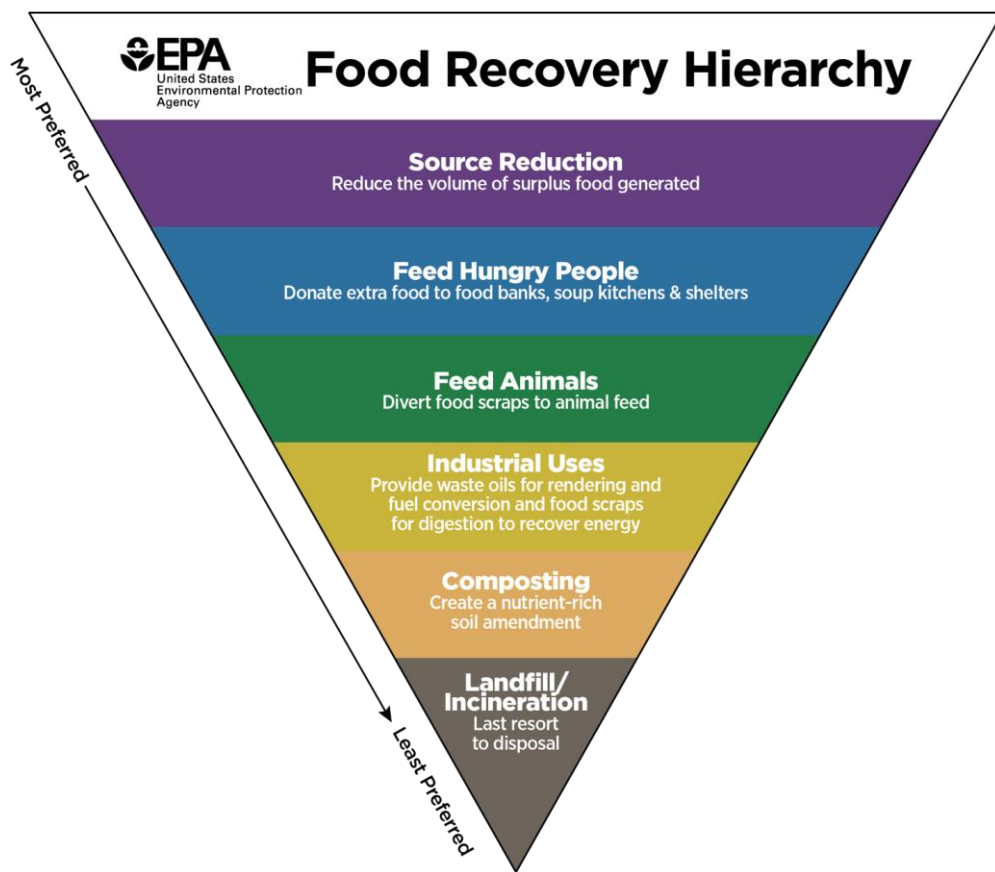 EPA
United States
Environmental Protection
Agency
Food Recovery Hierarchy
Most Preferred
Source Reduction
Reduce the volume of surplus food generated
Feed Hungry People
Donate extra food to food banks, soup kitchens & shelters
Feed Animals
Divert food scraps to animal feed
Industrial Uses
Provide waste oils for rendering and
fuel conversion and food scraps
for digestion to recover energy
Composting
Create a nutrient-rich
soil amendment
Landfill/
Incineration
Last resort
to disposal
Least Preferred